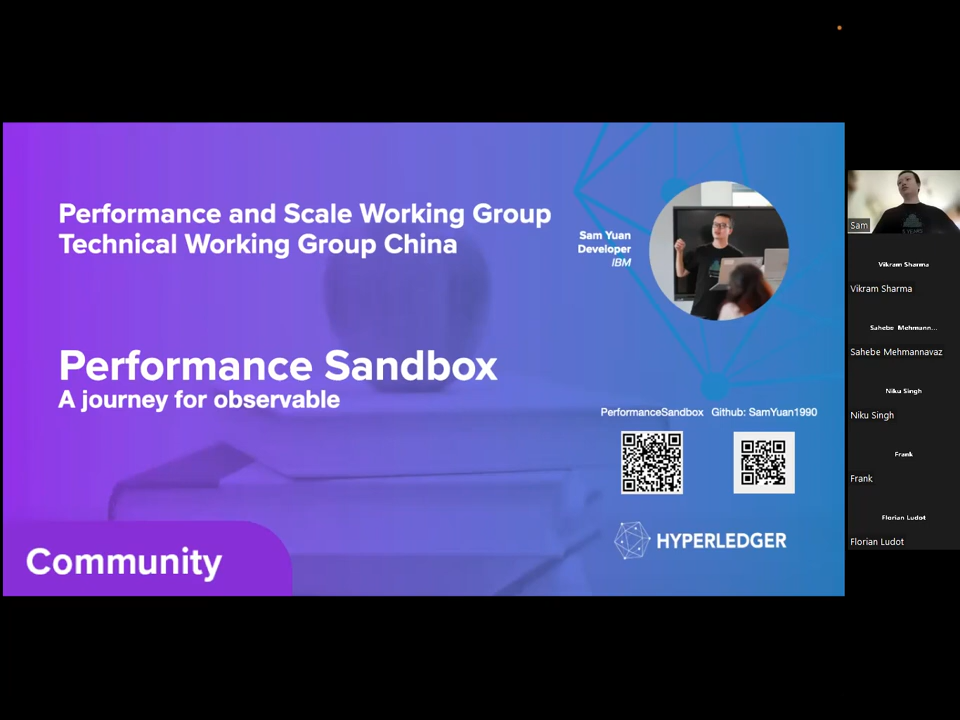 Performance and Scale Working Group
Technical Working Group China
Sam Yuan
Developer
IBM
Performance Sandbox
A journey for observable
PerformanceSandbox
Github: SamYuan1990
HYPERLEDGER
Community
Sam
Vikram Sharma
Vikram Sharma
Sahebe Mehmann...
Sahebe Mehmannavaz
Niku Singh
Niku Singh
Frank
Frank
Florian Ludot
Florian Ludot